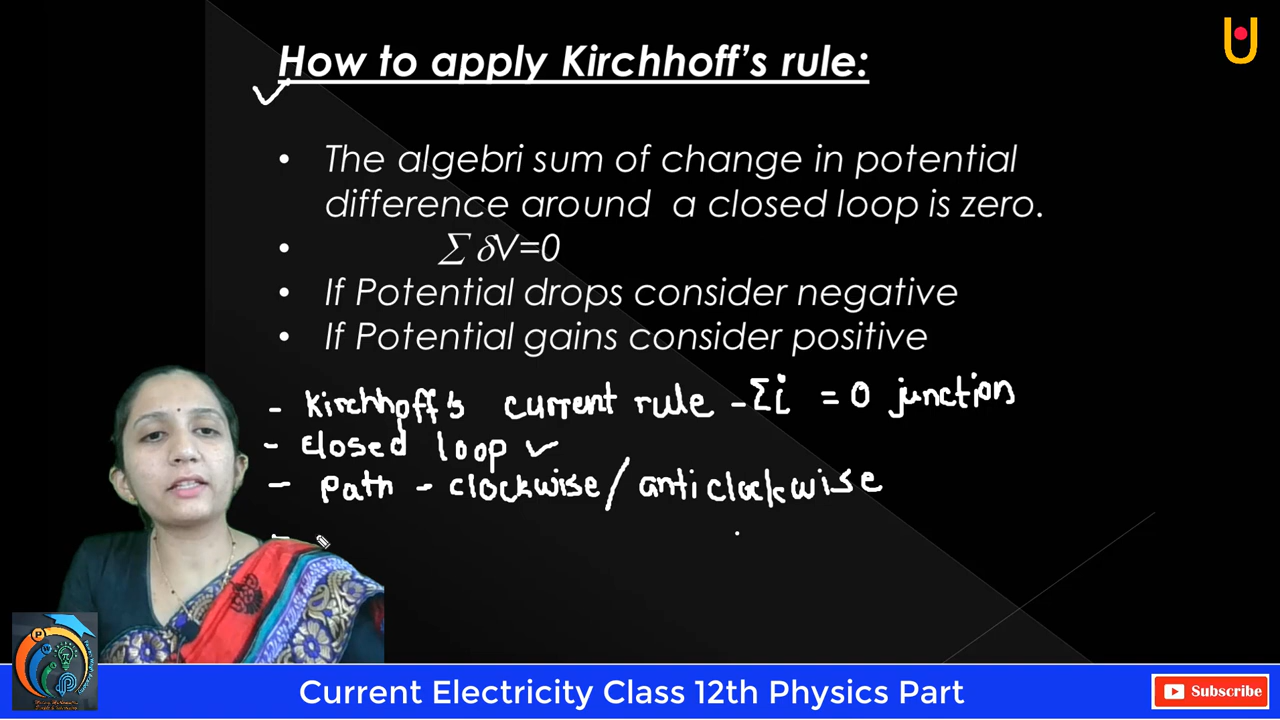 How to apply Kirchhoff's rule:
• The algebri sum of change in potential
difference around a closed loop is zero.
• ∑ δV=0
• If Potential drops consider negative
• If Potential gains consider positive
- Kirchhoff's current rule - Σi = 0 junction
- closed loop ✓
- path - clockwise / anticlockwise
-
Current Electricity Class 12th Physics Part
Subscribe